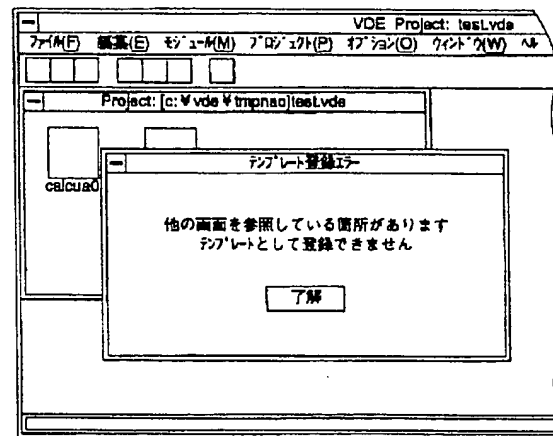 VDE Project: test.vde
ファイル(F) 編集(E) モジュール(M) プロジェクト(P) オプション(O) ウィンドウ(W) ヘル
Project: [c:￥vde￥tmpnao]test.vde
calcua0
テンプレート登録エラー
他の画面を参照している箇所があります
テンプレートとして登録できません
了解